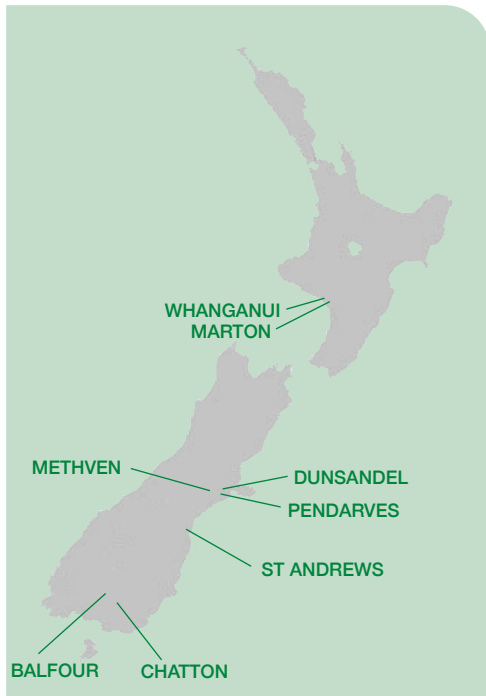 WHANGANUI
MARTON
METHVEN
DUNSANDEL
PENDARVES
ST ANDREWS
BALFOUR
CHATTON